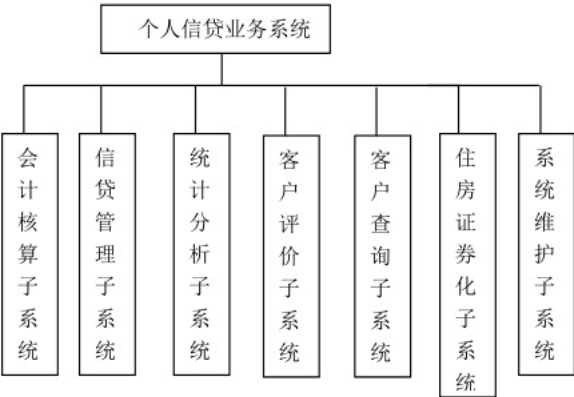 个人信贷业务系统
会计核算子系统
信贷管理子系统
统计分析子系统
客户评价子系统
客户查询子系统
住房证券化子系统
系统维护子系统